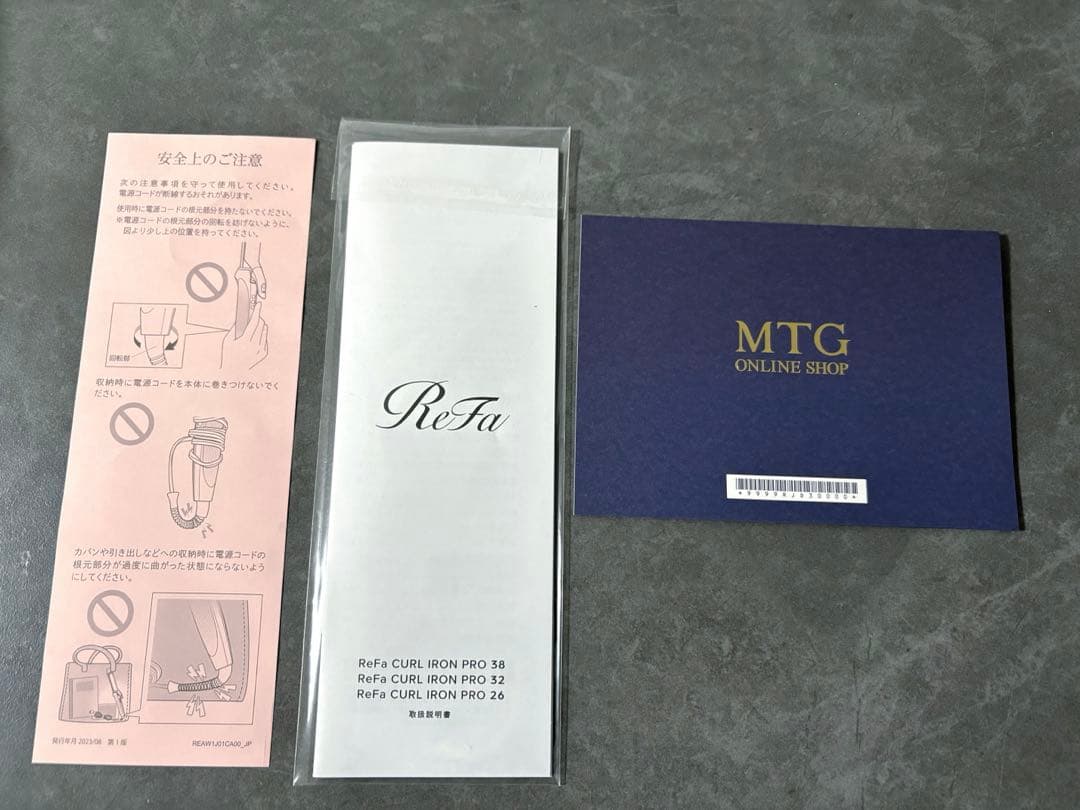 安全上のご注意
次の注意事項を守って使用してください。
電源コードが断線するおそれがあります。
使用時に電源コードの根元部分を持たないでください。
※電源コードの根元部分の回転を妨げないように、
図より少し上の位置を持ってください。
回転部
収納時に電源コードを本体に巻きつけないでく
ださい。
カバンや引き出しなどへの収納時に電源コードの
根元部分が過度に曲がった状態にならないよう
にしてください。
発行年月 2023/08 第1版
REAW1J01CA00_JP
ReFa
ReFa CURL IRON PRO 38
ReFa CURL IRON PRO 32
ReFa CURL IRON PRO 26
取扱説明書
MTG
ONLINE SHOP